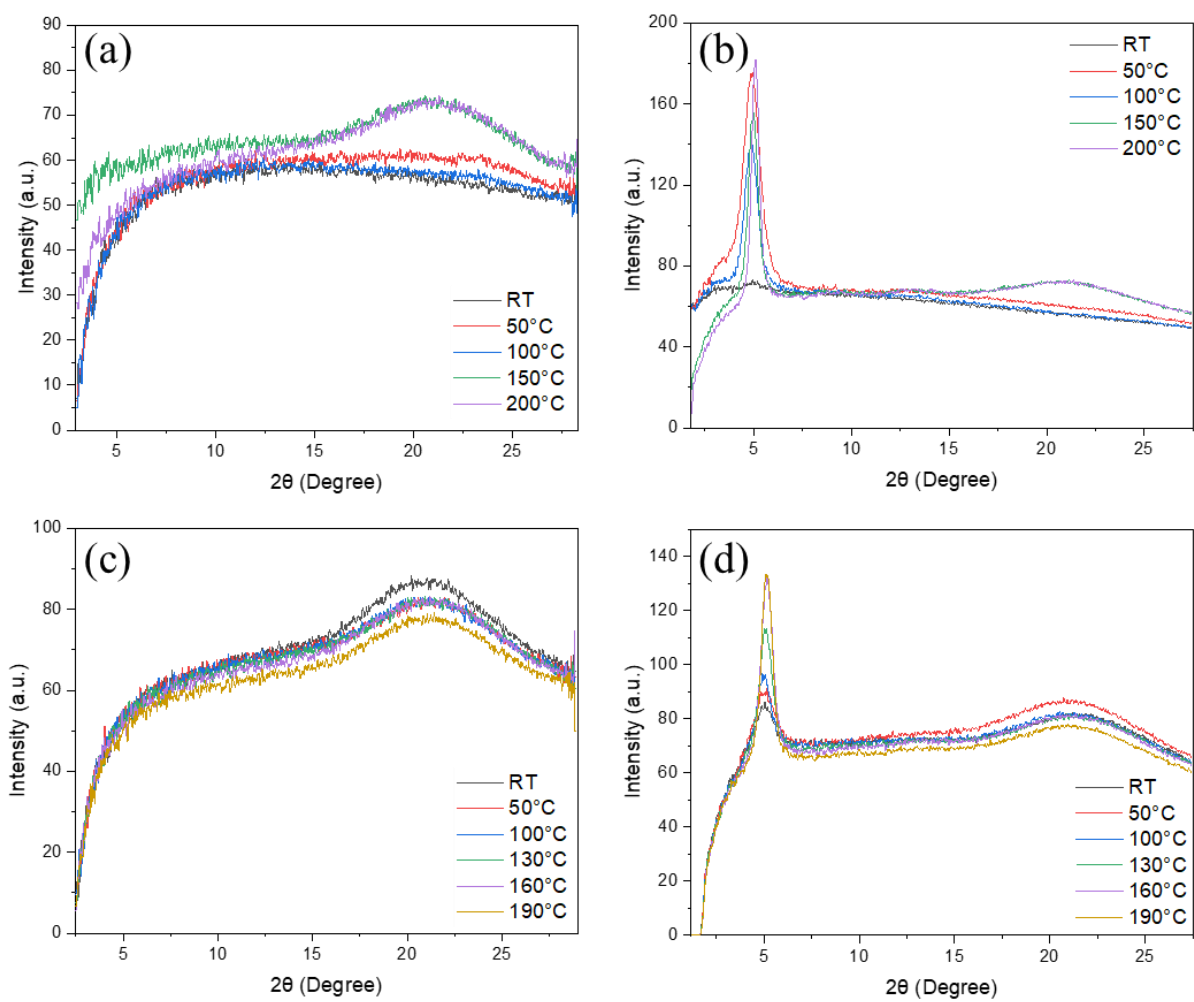 (a)
90
80
70
60
50
40
30
20
10
0
Intensity (a.u.)
5 10 15 20 25
2θ (Degree)
RT
50°C
100°C
150°C
200°C
(b)
200
160
120
80
40
0
Intensity (a.u.)
5 10 15 20 25
2θ (Degree)
RT
50°C
100°C
150°C
200°C
(c)
100
80
60
40
20
0
Intensity (a.u.)
5 10 15 20 25
2θ (Degree)
RT
50°C
100°C
130°C
160°C
190°C
(d)
140
120
100
80
60
40
20
0
Intensity (a.u.)
5 10 15 20 25
2θ (Degree)
RT
50°C
100°C
130°C
160°C
190°C